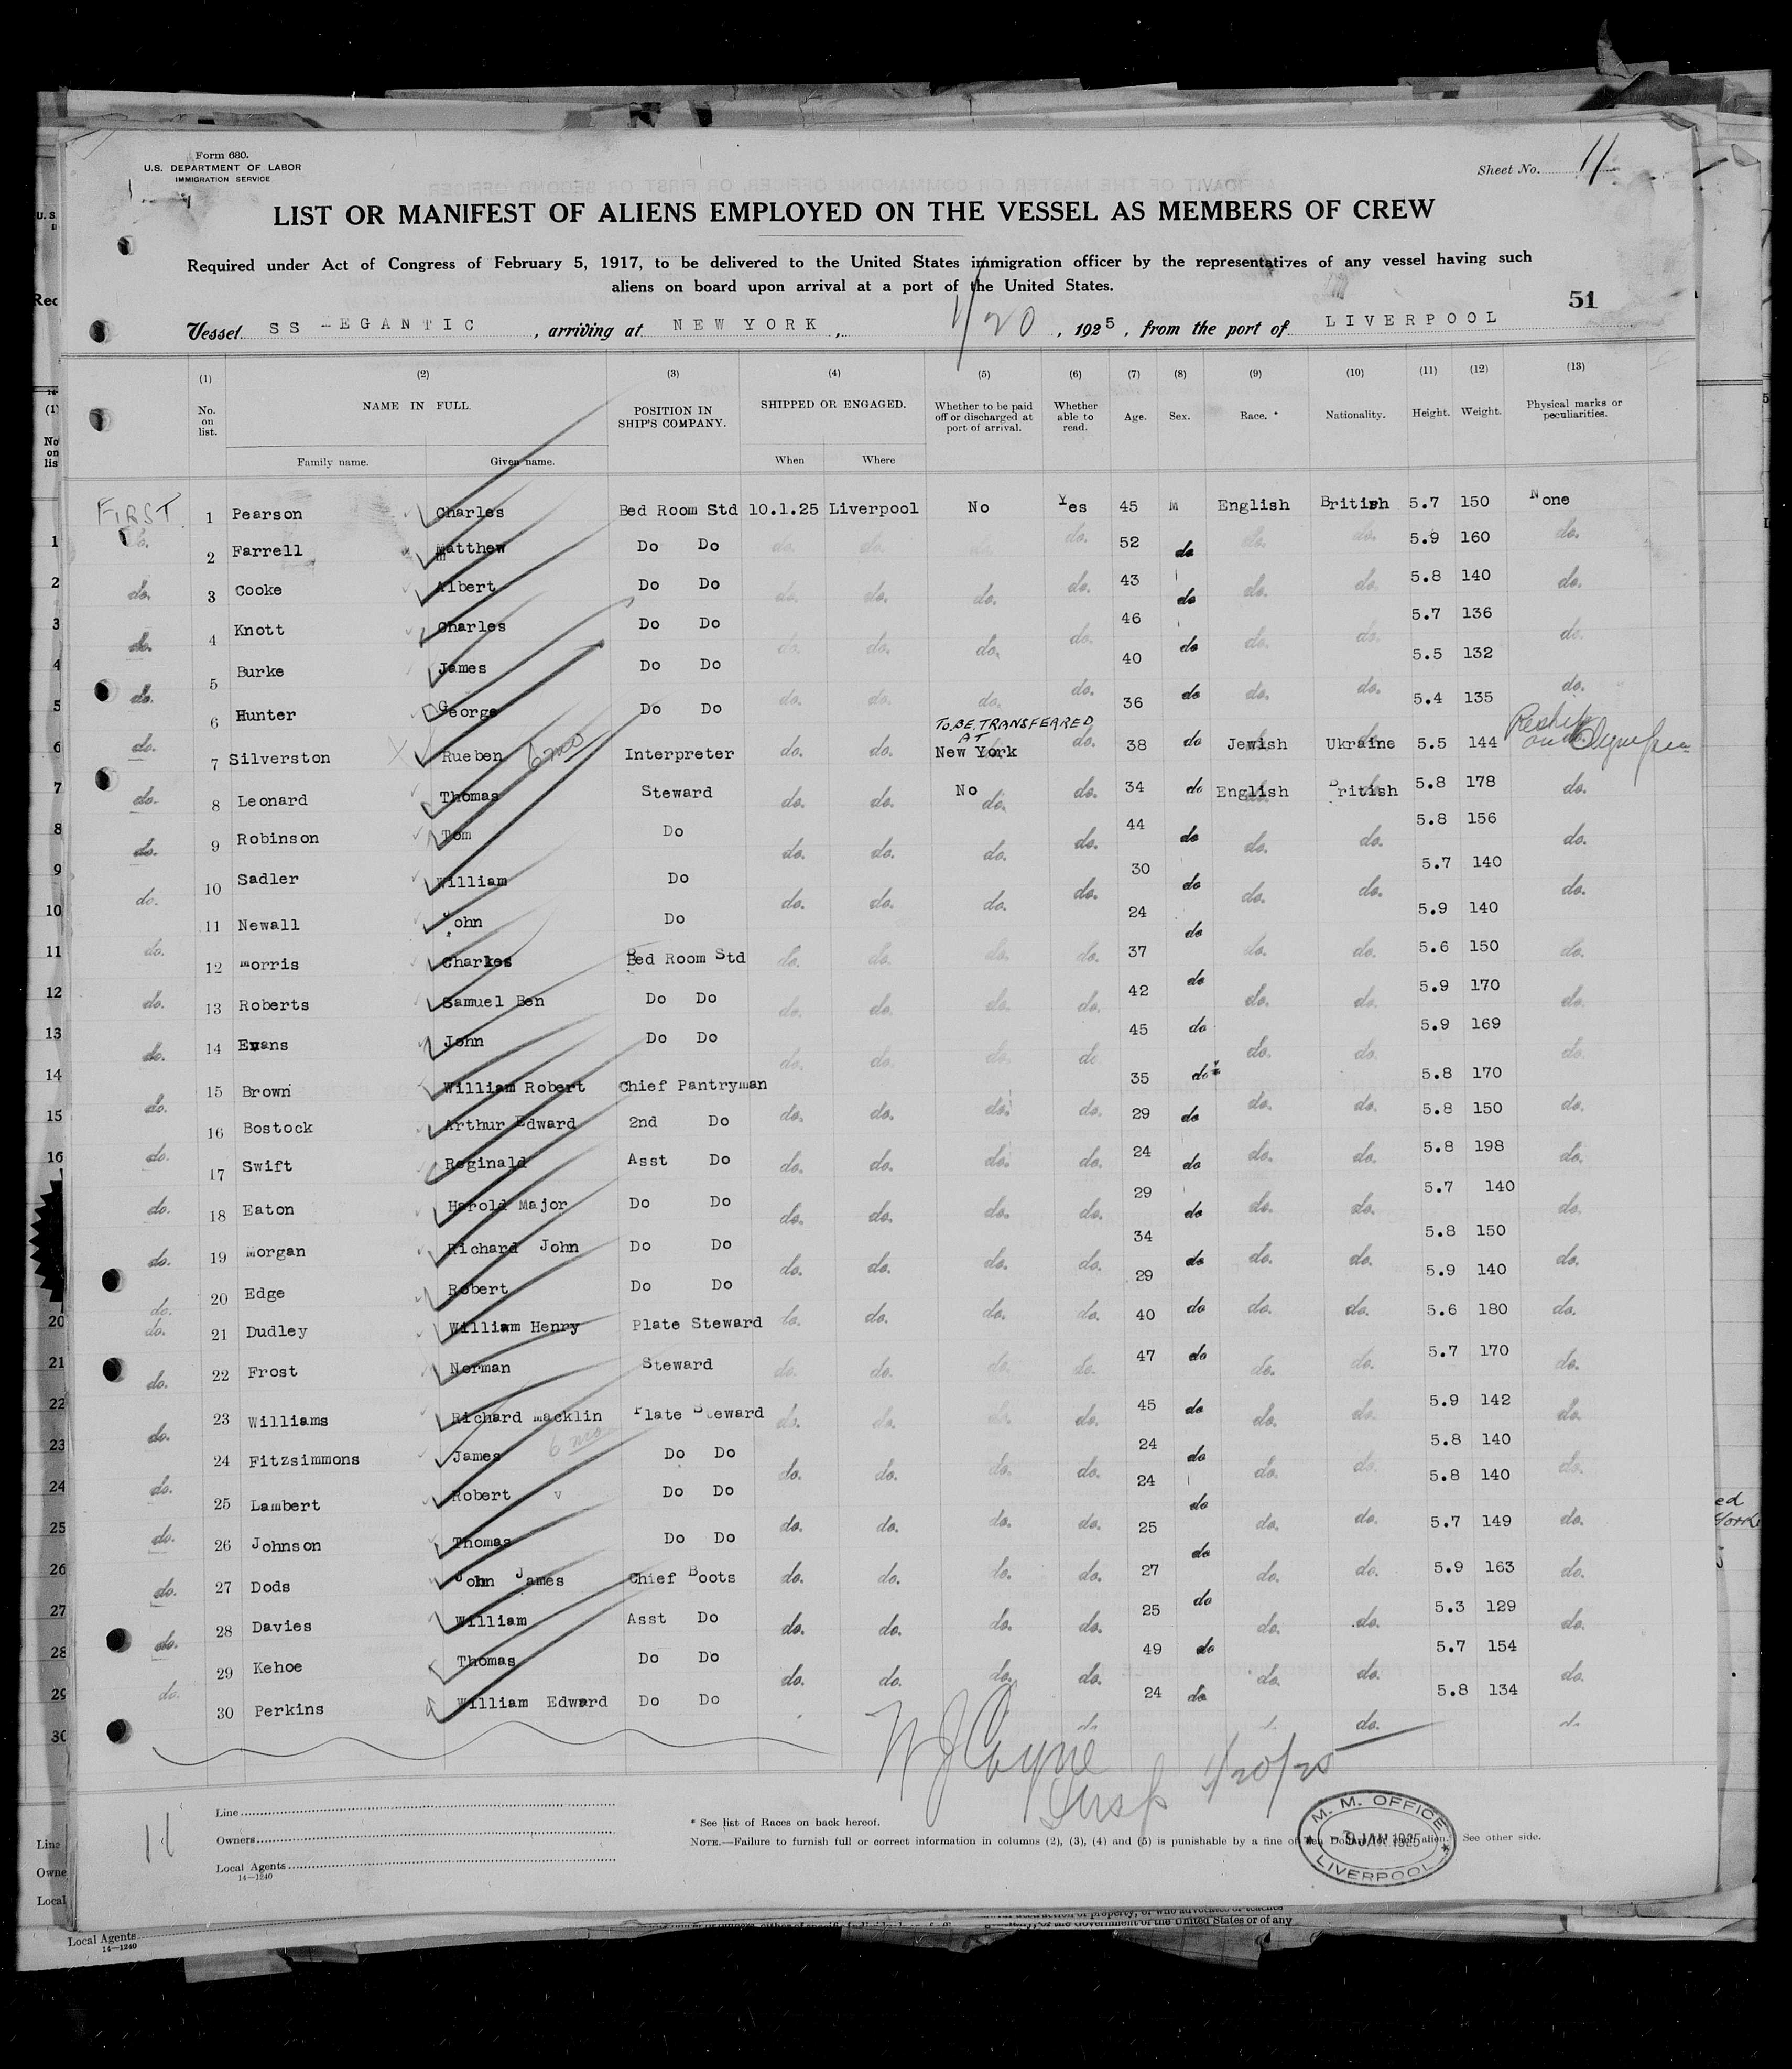 Form 680.
U.S. DEPARTMENT OF LABOR
IMMIGRATION SERVICE
Sheet No. 11
LIST OR MANIFEST OF ALIENS EMPLOYED ON THE VESSEL AS MEMBERS OF CREW
Required under Act of Congress of February 5, 1917, to be delivered to the United States immigration officer by the representatives of any vessel having such
aliens on board upon arrival at a port of the United States.
51
Vessel SS MEGANTIC, arriving at NEW YORK, 1/20, 1925, from the port of LIVERPOOL
(1) (2) (3) (4) (5) (6) (7) (8) (9) (10) (11) (12) (13)
No. on list. NAME IN FULL. POSITION IN SHIP'S COMPANY. SHIPPED OR ENGAGED. Whether to be paid off or discharged at port of arrival. Whether able to read. Age. Sex. Race.* Nationality. Height. Weight. Physical marks or peculiarities.
Family name. Given name. When Where
FIRST 1 Pearson Charles Bed Room Std 10.1.25 Liverpool No Yes 45 M English British 5.7 150 None
do. 2 Farrell Matthew Do Do do. do. do. do. 52 do do. do. 5.9 160 do.
do. 3 Cooke Albert Do Do do. do. do. do. 43 do do. do. 5.8 140 do.
do. 4 Knott Charles Do Do do. do. do. do. 46 do do. do. 5.7 136 do.
do. 5 Burke James Do Do do. do. do. do. 40 do do. do. 5.5 132 do.
6 Hunter George Do Do 36 5.4 135
TO BE TRANSFERRED AT
do. 7 Silverston Rueben 6 mo Interpreter do. do. New York do. 38 do Jewish Ukraine 5.5 144
do. 8 Leonard Thomas Steward do. do. No do. do. 34 do English British 5.8 178 do.
do. 9 Robinson Tom Do do. do. do. do. 44 do do. do. 5.8 156 do.
do. 10 Sadler William Do do. do. do. do. 30 do do. do. 5.7 140 do.
11 Newall John Do 24 do 5.9 140
do. 12 Morris Charles Bed Room Std do. do. do. do. 37 do. do. 5.6 150 do.
do. 13 Roberts Samuel Ben Do Do do. do. do. do. 42 do do. do. 5.9 170 do.
do. 14 Evans John Do Do do. do. do. do 45 do do. do. 5.9 169 do.
15 Brown William Robert Chief Pantryman 35 do 5.8 170
do. 16 Bostock Arthur Edward 2nd Do do. do. do. do. 29 do do. do. 5.8 150 do.
do. 17 Swift Reginald Asst Do do. do. do. do. 24 do do. do. 5.8 198 do.
do. 18 Eaton Harold Major Do Do do. do. do. do. 29 do do. do. 5.7 140 do.
do. 19 Morgan Richard John Do Do do. do. do. do. 34 do do. do. 5.8 150 do.
do. 20 Edge Robert Do Do 29 5.9 140
do. 21 Dudley William Henry Plate Steward do. do. do. do. 40 do do. do. 5.6 180 do.
do. 22 Frost Norman Steward do. do. do. do. 47 do do. do. 5.7 170 do.
do. 23 Williams Richard Macklin Plate Steward do. do. do. do. 45 do do. do. 5.9 142 do.
do. 24 Fitzsimmons James 6 mo Do Do do. do. do. do. 24 do do. do. 5.8 140 do.
25 Lambert Robert Do Do 24 do 5.8 140
do. 26 Johnson Thomas Do Do do. do. do. do. 25 do do. do. 5.7 149 do.
do. 27 Dods John James Chief Boots do. do. do. do. 27 do. do. 5.9 163 do.
do. 28 Davies William Asst Do do. do. do. do. 25 do do. do. 5.3 129 do.
do. 29 Kehoe Thomas Do Do do. do. do. do. 49 do do. do. 5.7 154 do.
30 Perkins William Edward Do Do 24 do 5.8 134
do.
W J Coyne
Insp 1/20/25
11
Line
Owners
Local Agents
14—1240
* See list of Races on back hereof.
NOTE.—Failure to furnish full or correct information in columns (2), (3), (4) and (5) is punishable by a fine of Ten Dollars for each alien. See other side.
M. M. OFFICE
9 JAN 1925
LIVERPOOL
Local Agents
14—1240